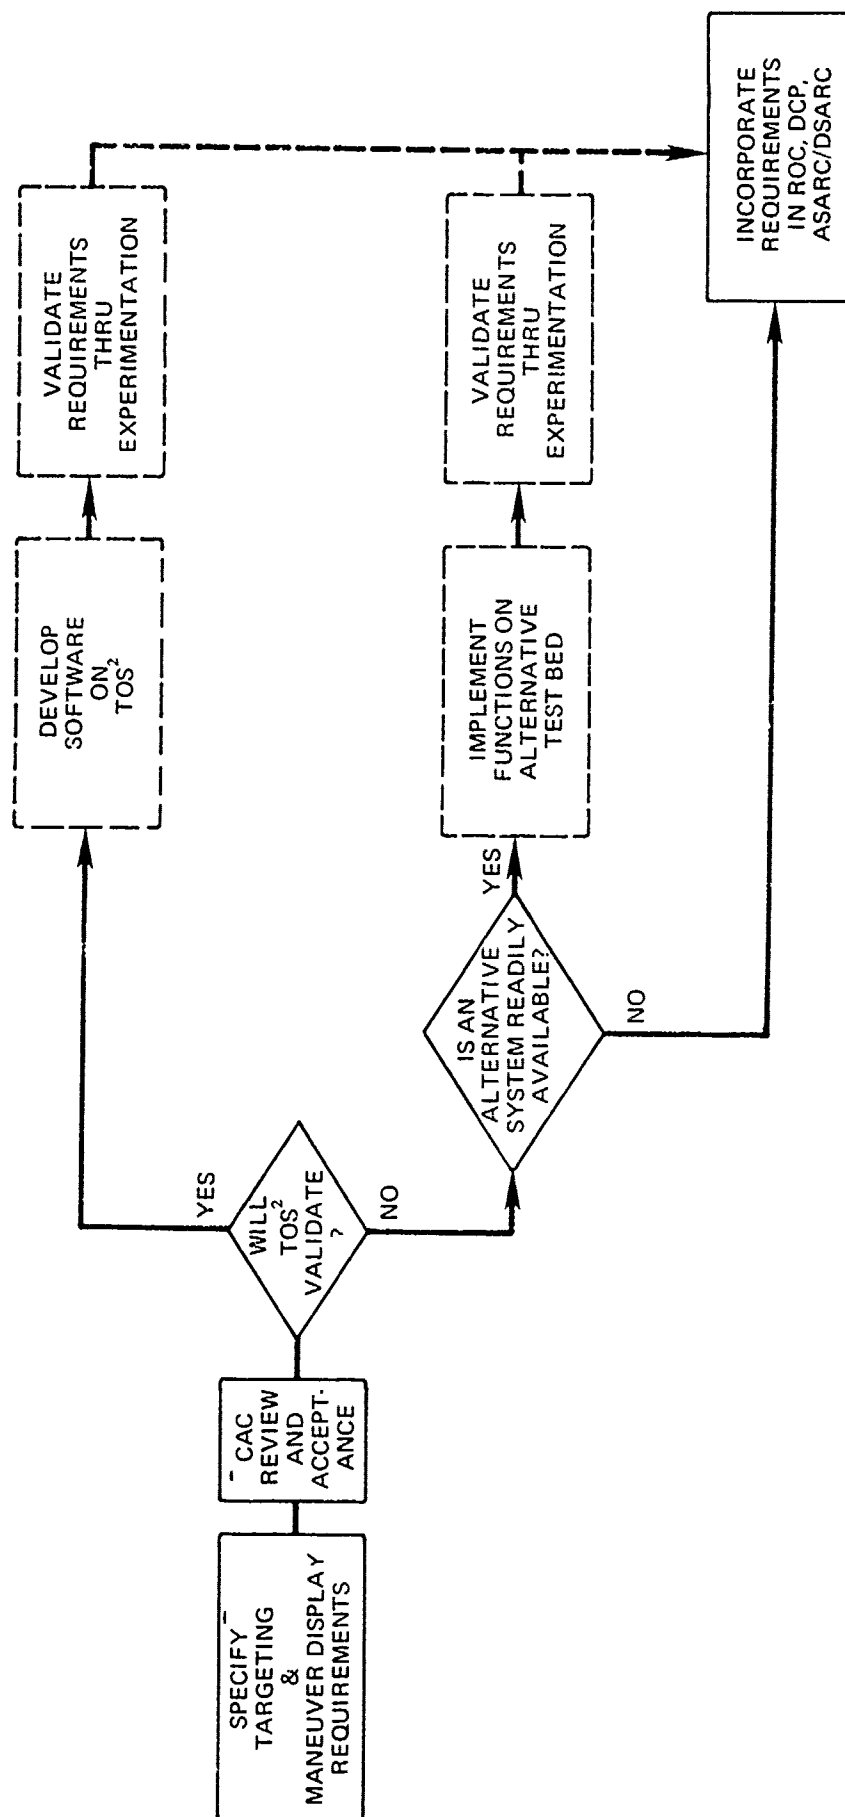 SPECIFY
TARGETING
&
MANEUVER DISPLAY
REQUIREMENTS
CAC
REVIEW
AND
ACCEPT-
ANCE
WILL
TOS²
VALIDATE
?
YES
NO
DEVELOP
SOFTWARE
ON
TOS²
VALIDATE
REQUIREMENTS
THRU
EXPERIMENTATION
IS AN
ALTERNATIVE
SYSTEM READILY
AVAILABLE?
YES
NO
IMPLEMENT
FUNCTIONS ON
ALTERNATIVE
TEST BED
VALIDATE
REQUIREMENTS
THRU
EXPERIMENTATION
INCORPORATE
REQUIREMENTS
IN ROC, DCP,
ASARC/DSARC